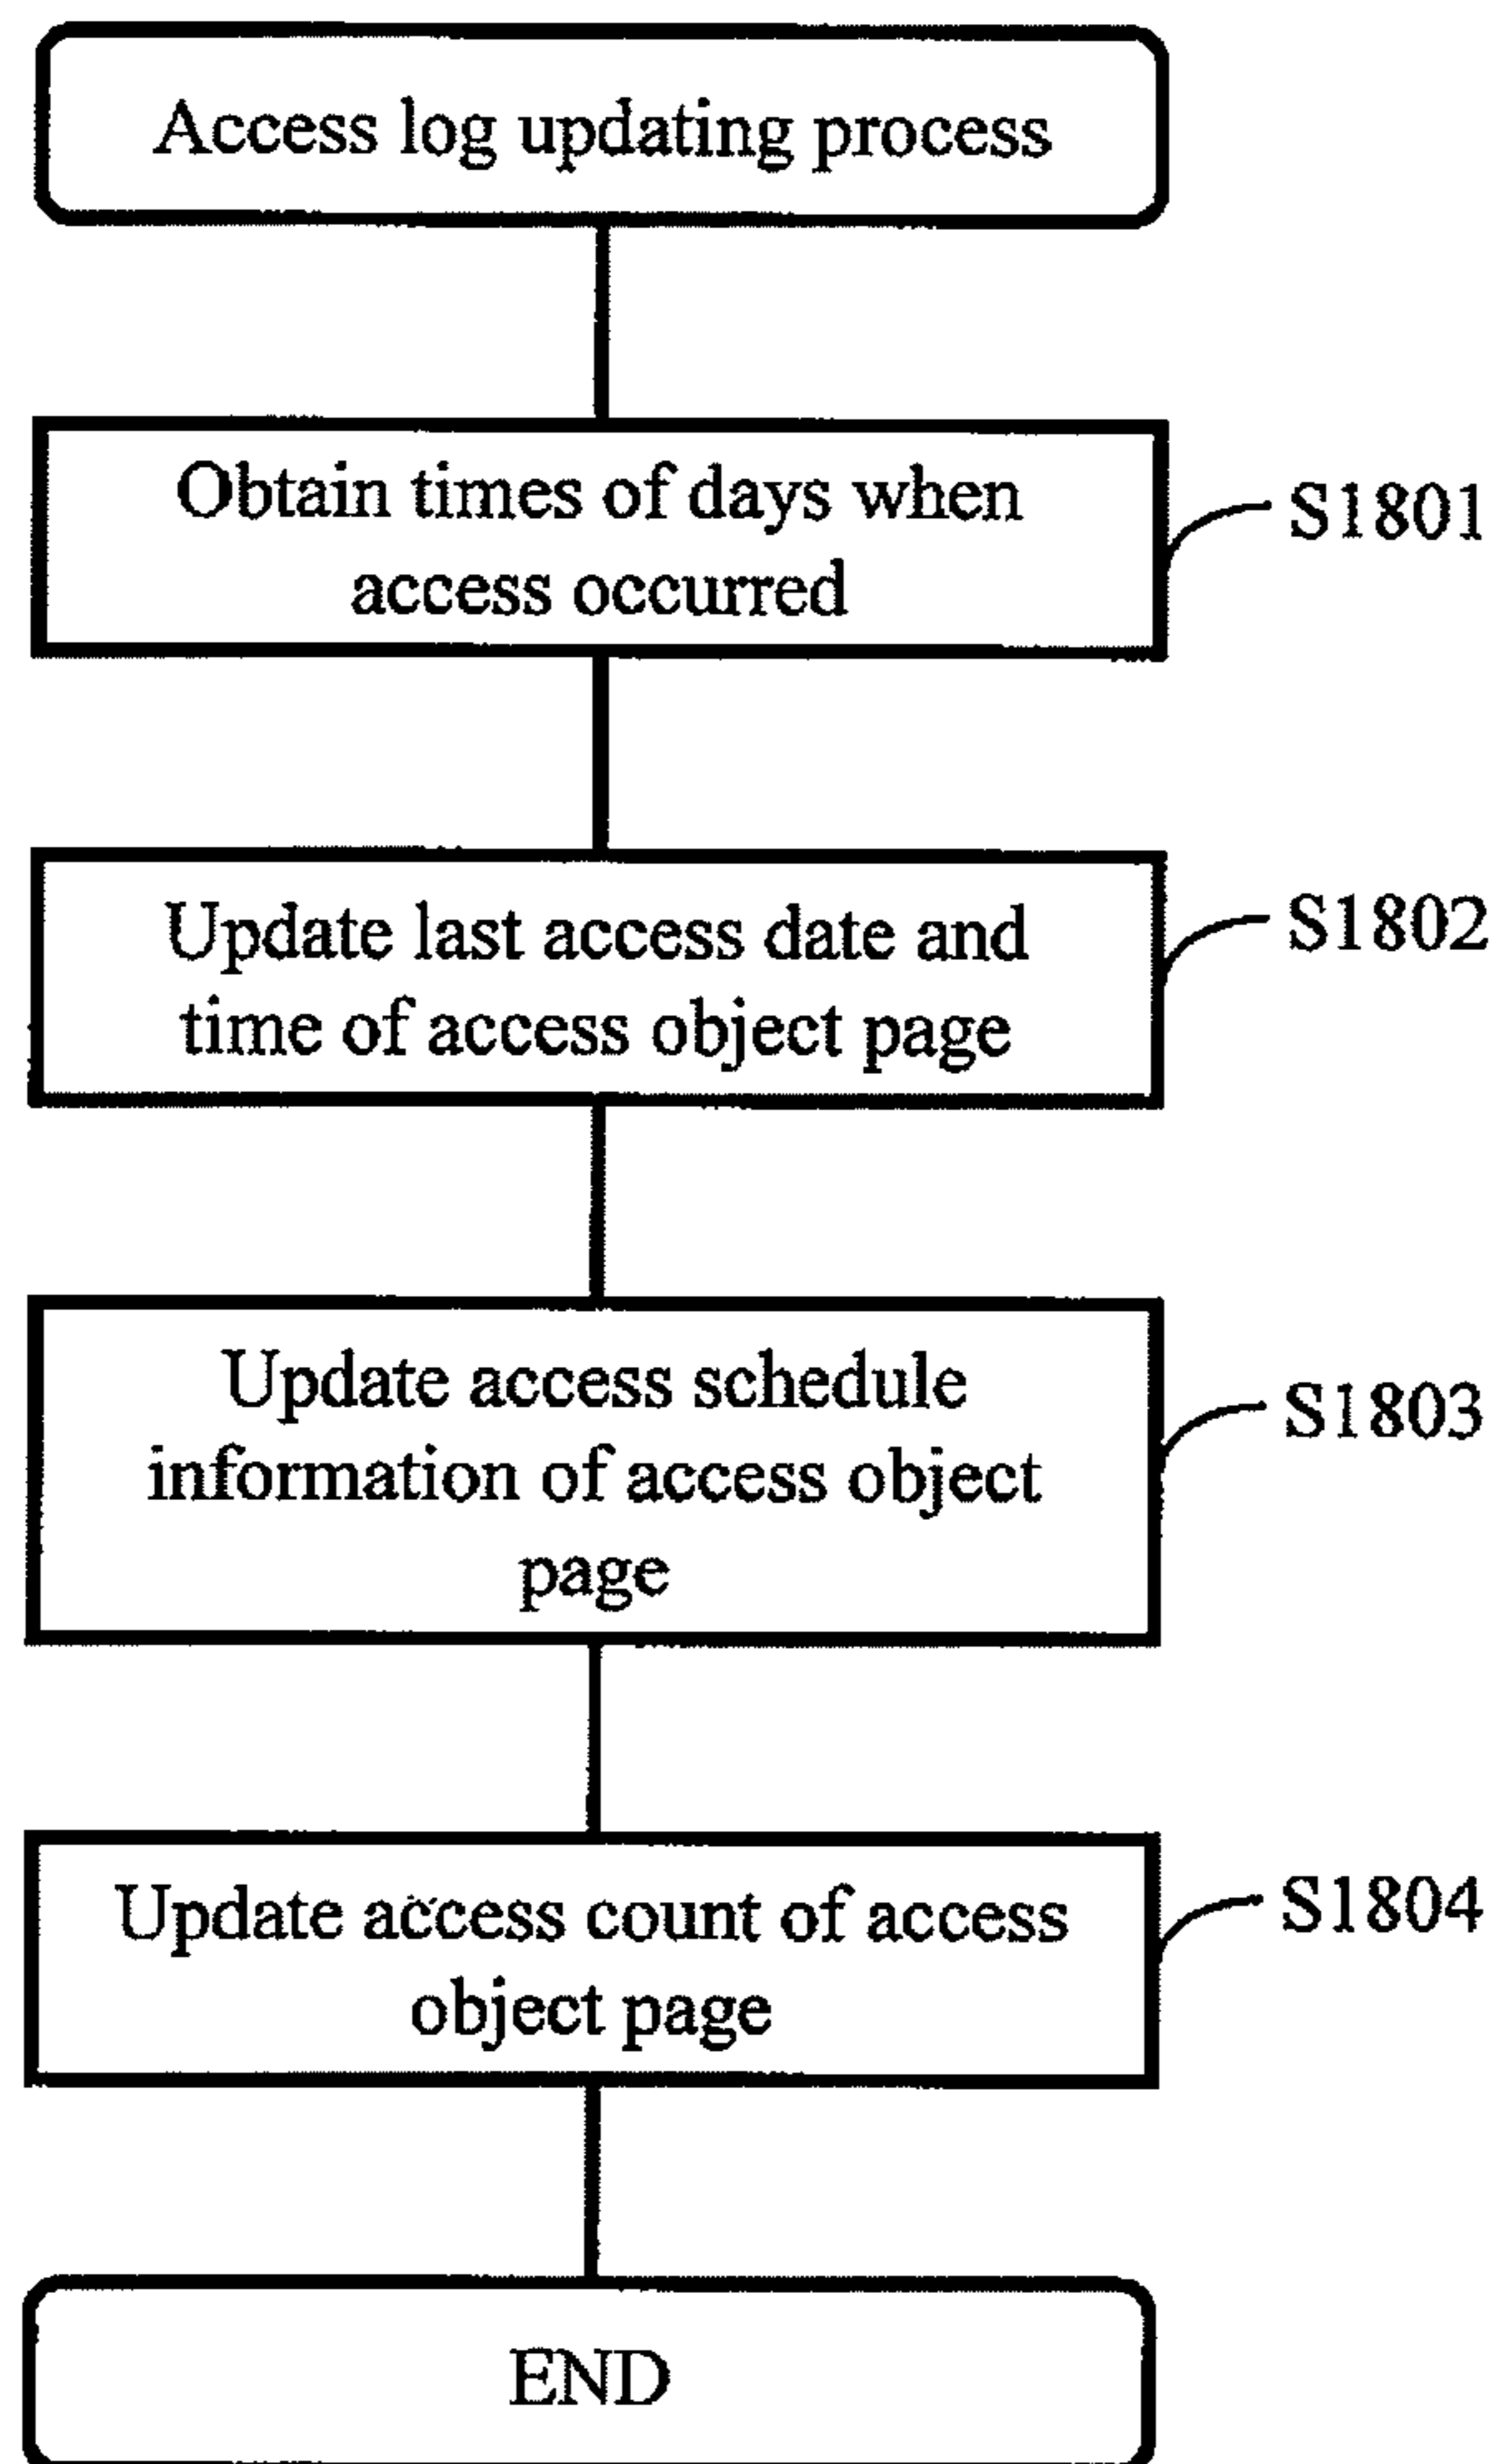 Access log updating process
Obtain times of days when
access occurred
S1801
Update last access date and
time of access object page
S1802
Update access schedule
information of access object
page
S1803
Update access count of access
object page
S1804
END